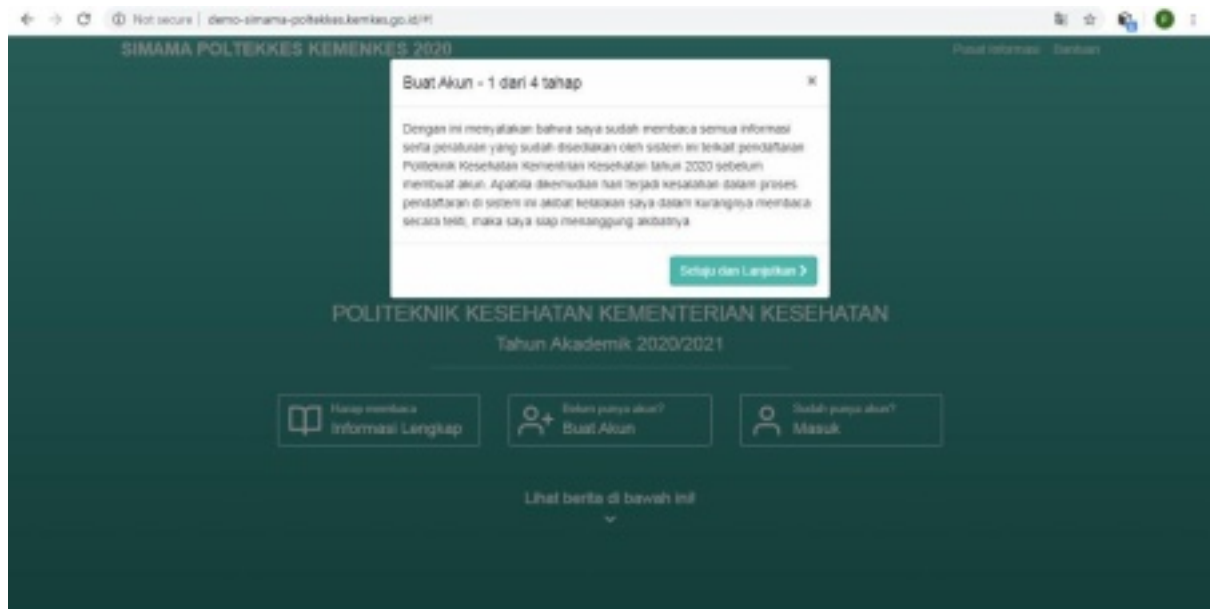 Not secure | demo-simama-poltekkes.kemkes.go.id/#!
SIMAMA POLTEKKES KEMENKES 2020
Pusat Informasi Bantuan
Buat Akun - 1 dari 4 tahap
Dengan ini menyatakan bahwa saya sudah membaca semua informasi
serta peraturan yang sudah disediakan oleh sistem ini terkait pendaftaran
Politeknik Kesehatan Kementrian Kesehatan tahun 2020 sebelum
membuat akun. Apabila dikemudian hari terjadi kesalahan dalam proses
pendaftaran di sistem ini akibat kelalaian saya dalam kurangnya membaca
secara teliti, maka saya siap menanggung akibatnya
Setuju dan Lanjutkan
POLITEKNIK KESEHATAN KEMENTERIAN KESEHATAN
Tahun Akademik 2020/2021
Harap membaca
Informasi Lengkap
Belum punya akun?
Buat Akun
Sudah punya akun?
Masuk
Lihat berita di bawah ini!